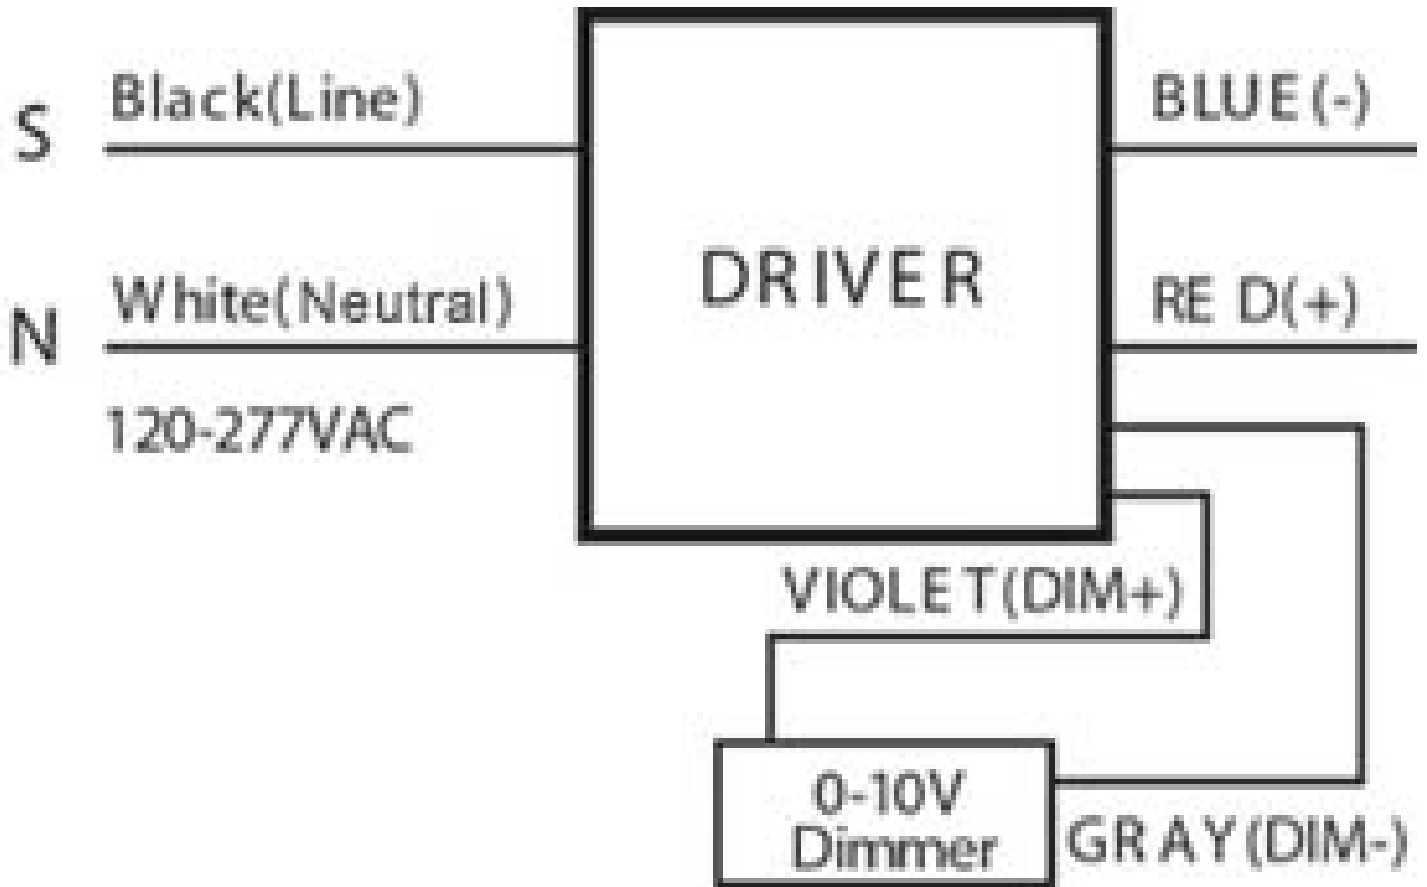 S
Black(Line)
BLUE(-)
DRIVER
N
White(Neutral)
RED(+)
120-277VAC
VIOLET(DIM+)
0-10V
Dimmer
GRAY(DIM-)